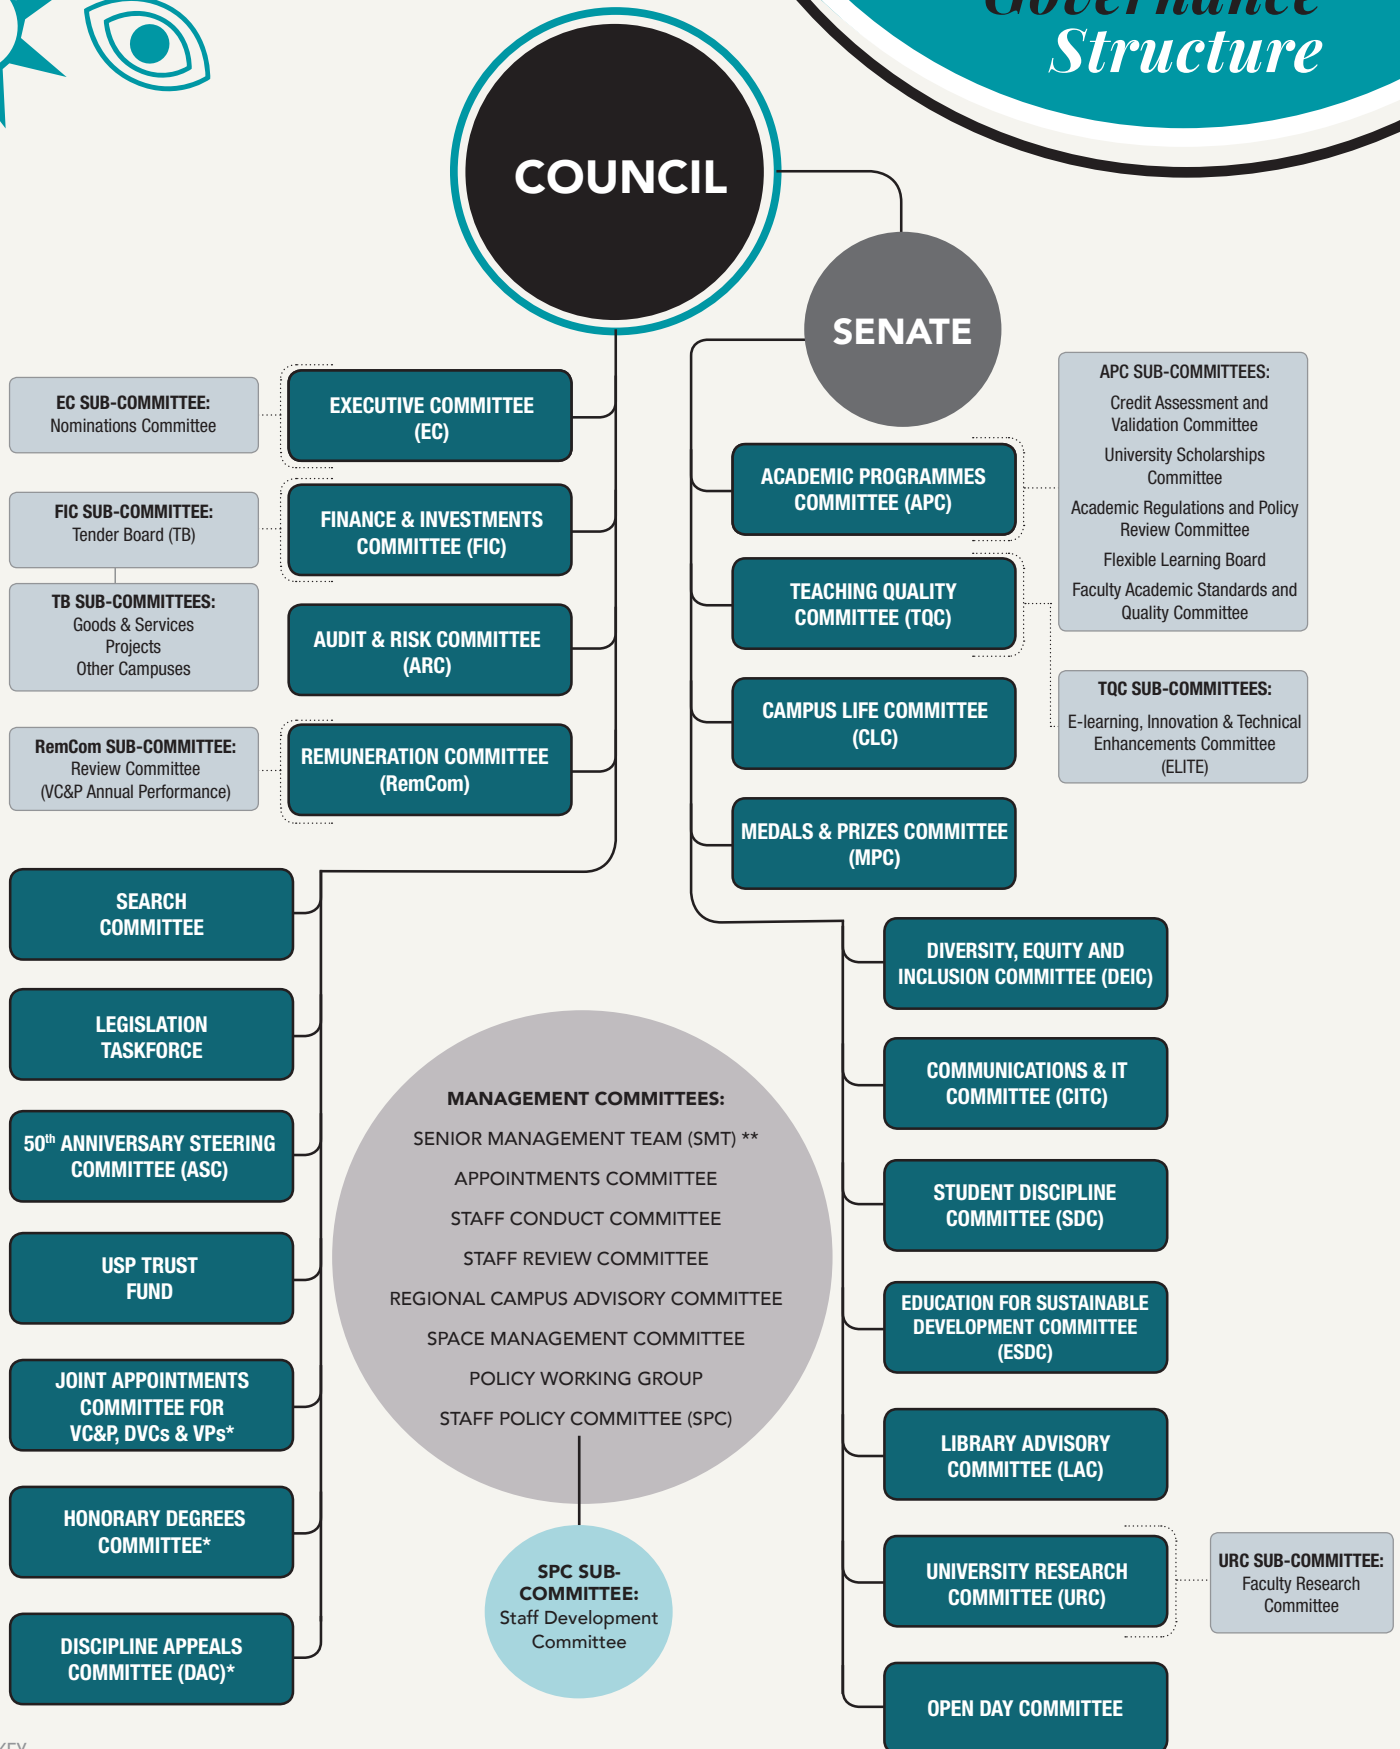 Governance
Structure
COUNCIL
SENATE
EC SUB-COMMITTEE:
Nominations Committee
EXECUTIVE COMMITTEE
(EC)
FIC SUB-COMMITTEE:
Tender Board (TB)
FINANCE & INVESTMENTS
COMMITTEE (FIC)
TB SUB-COMMITTEES:
Goods & Services
Projects
Other Campuses
AUDIT & RISK COMMITTEE
(ARC)
RemCom SUB-COMMITTEE:
Review Committee
(VC&P Annual Performance)
REMUNERATION COMMITTEE
(RemCom)
SEARCH
COMMITTEE
LEGISLATION
TASKFORCE
50th ANNIVERSARY STEERING
COMMITTEE (ASC)
USP TRUST
FUND
JOINT APPOINTMENTS
COMMITTEE FOR
VC&P, DVCs & VPs*
HONORARY DEGREES
COMMITTEE*
DISCIPLINE APPEALS
COMMITTEE (DAC)*
MANAGEMENT COMMITTEES:
SENIOR MANAGEMENT TEAM (SMT) **
APPOINTMENTS COMMITTEE
STAFF CONDUCT COMMITTEE
STAFF REVIEW COMMITTEE
REGIONAL CAMPUS ADVISORY COMMITTEE
SPACE MANAGEMENT COMMITTEE
POLICY WORKING GROUP
STAFF POLICY COMMITTEE (SPC)
SPC SUB-
COMMITTEE:
Staff Development
Committee
ACADEMIC PROGRAMMES
COMMITTEE (APC)
APC SUB-COMMITTEES:
Credit Assessment and
Validation Committee
University Scholarships
Committee
Academic Regulations and Policy
Review Committee
Flexible Learning Board
Faculty Academic Standards and
Quality Committee
TEACHING QUALITY
COMMITTEE (TQC)
TQC SUB-COMMITTEES:
E-learning, Innovation & Technical
Enhancements Committee
(ELITE)
CAMPUS LIFE COMMITTEE
(CLC)
MEDALS & PRIZES COMMITTEE
(MPC)
DIVERSITY, EQUITY AND
INCLUSION COMMITTEE (DEIC)
COMMUNICATIONS & IT
COMMITTEE (CITC)
STUDENT DISCIPLINE
COMMITTEE (SDC)
EDUCATION FOR SUSTAINABLE
DEVELOPMENT COMMITTEE
(ESDC)
LIBRARY ADVISORY
COMMITTEE (LAC)
UNIVERSITY RESEARCH
COMMITTEE (URC)
URC SUB-COMMITTEE:
Faculty Research
Committee
OPEN DAY COMMITTEE